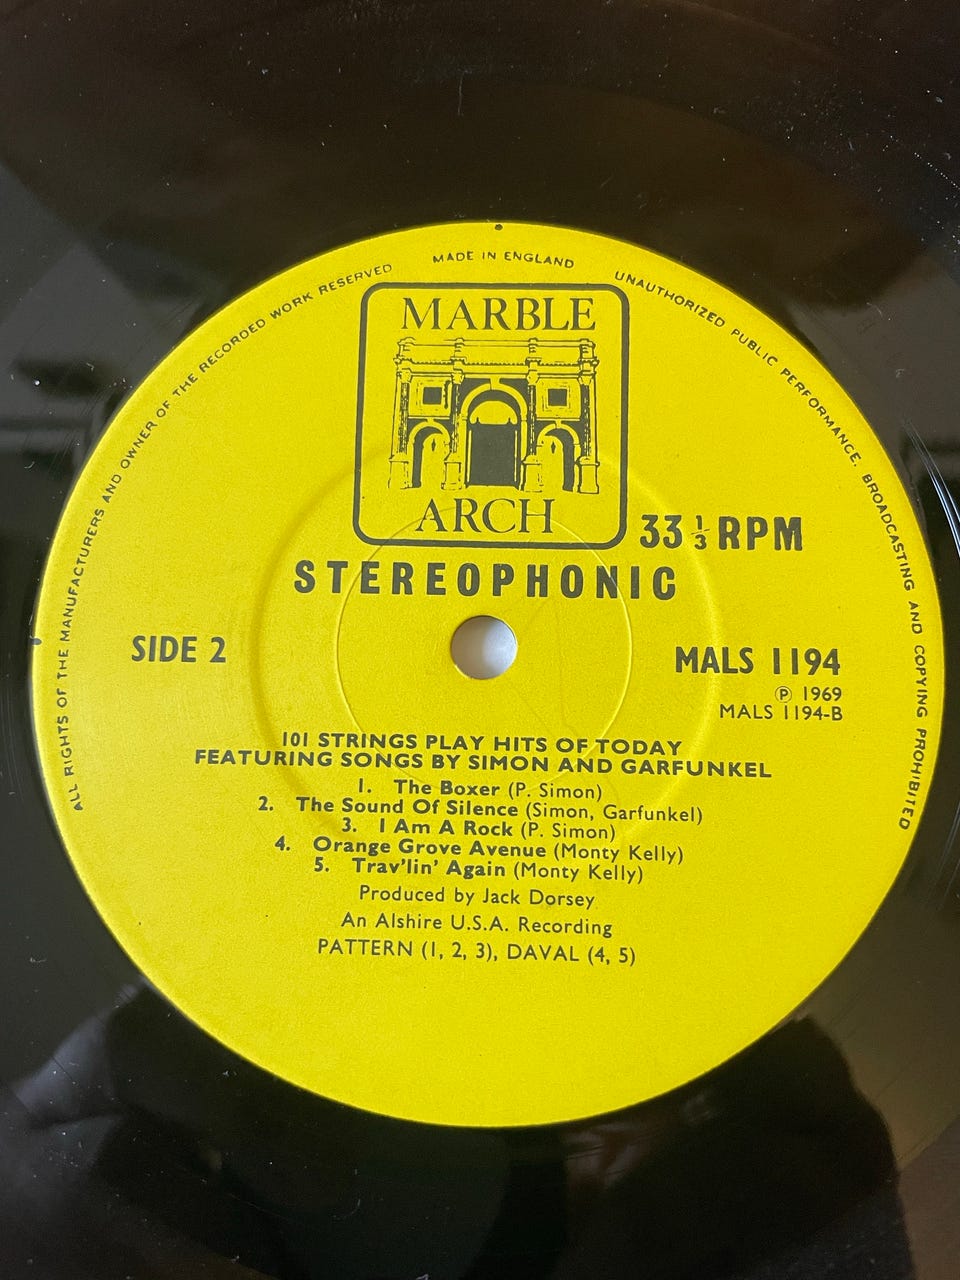 ALL RIGHTS OF THE MANUFACTURERS AND OWNER OF THE RECORDED WORK RESERVED
MADE IN ENGLAND
UNAUTHORIZED PUBLIC PERFORMANCE, BROADCASTING AND COPYING PROHIBITED
MARBLE
ARCH
33 1/3 RPM
STEREOPHONIC
SIDE 2
MALS 1194
Ⓟ 1969
MALS 1194-B
101 STRINGS PLAY HITS OF TODAY
FEATURING SONGS BY SIMON AND GARFUNKEL
1. The Boxer (P. Simon)
2. The Sound Of Silence (Simon, Garfunkel)
3. I Am A Rock (P. Simon)
4. Orange Grove Avenue (Monty Kelly)
5. Trav'lin' Again (Monty Kelly)
Produced by Jack Dorsey
An Alshire U.S.A. Recording
PATTERN (1, 2, 3), DAVAL (4, 5)